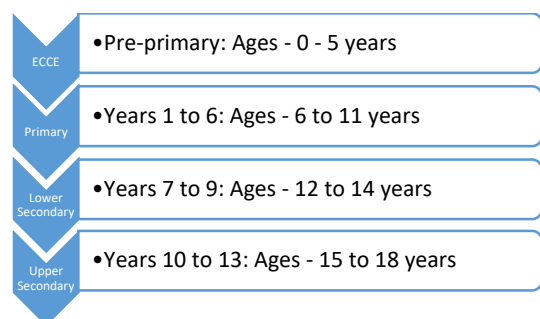 ECCE
•Pre-primary: Ages - 0 - 5 years
Primary
•Years 1 to 6: Ages - 6 to 11 years
Lower
Secondary
•Years 7 to 9: Ages - 12 to 14 years
Upper
Secondary
•Years 10 to 13: Ages - 15 to 18 years